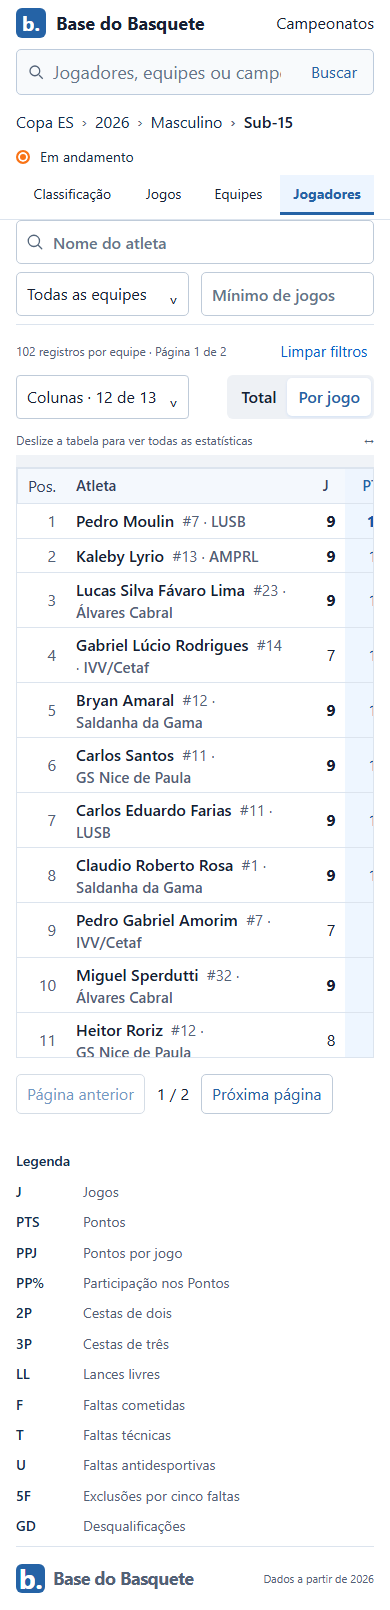 b. Base do Basquete Campeonatos
Jogadores, equipes ou camp Buscar
Copa ES › 2026 › Masculino › Sub-15
Em andamento
Classificação Jogos Equipes Jogadores
Nome do atleta
Todas as equipes Mínimo de jogos
102 registros por equipe · Página 1 de 2 Limpar filtros
Colunas · 12 de 13 Total Por jogo
Deslize a tabela para ver todas as estatísticas ↔
Pos. Atleta J
1 Pedro Moulin #7 · LUSB 9
2 Kaleby Lyrio #13 · AMPRL 9
3 Lucas Silva Fávaro Lima #23 · 9
Álvares Cabral
4 Gabriel Lúcio Rodrigues #14 7
· IVV/Cetaf
5 Bryan Amaral #12 · 9
Saldanha da Gama
6 Carlos Santos #11 · 9
GS Nice de Paula
7 Carlos Eduardo Farias #11 · 9
LUSB
8 Claudio Roberto Rosa #1 · 9
Saldanha da Gama
9 Pedro Gabriel Amorim #7 · 7
IVV/Cetaf
10 Miguel Sperdutti #32 · 9
Álvares Cabral
11 Heitor Roriz #12 · 8
GS Nice de Paula
Página anterior 1 / 2 Próxima página
Legenda
J Jogos
PTS Pontos
PPJ Pontos por jogo
PP% Participação nos Pontos
2P Cestas de dois
3P Cestas de três
LL Lances livres
F Faltas cometidas
T Faltas técnicas
U Faltas antidesportivas
5F Exclusões por cinco faltas
GD Desqualificações
b. Base do Basquete Dados a partir de 2026